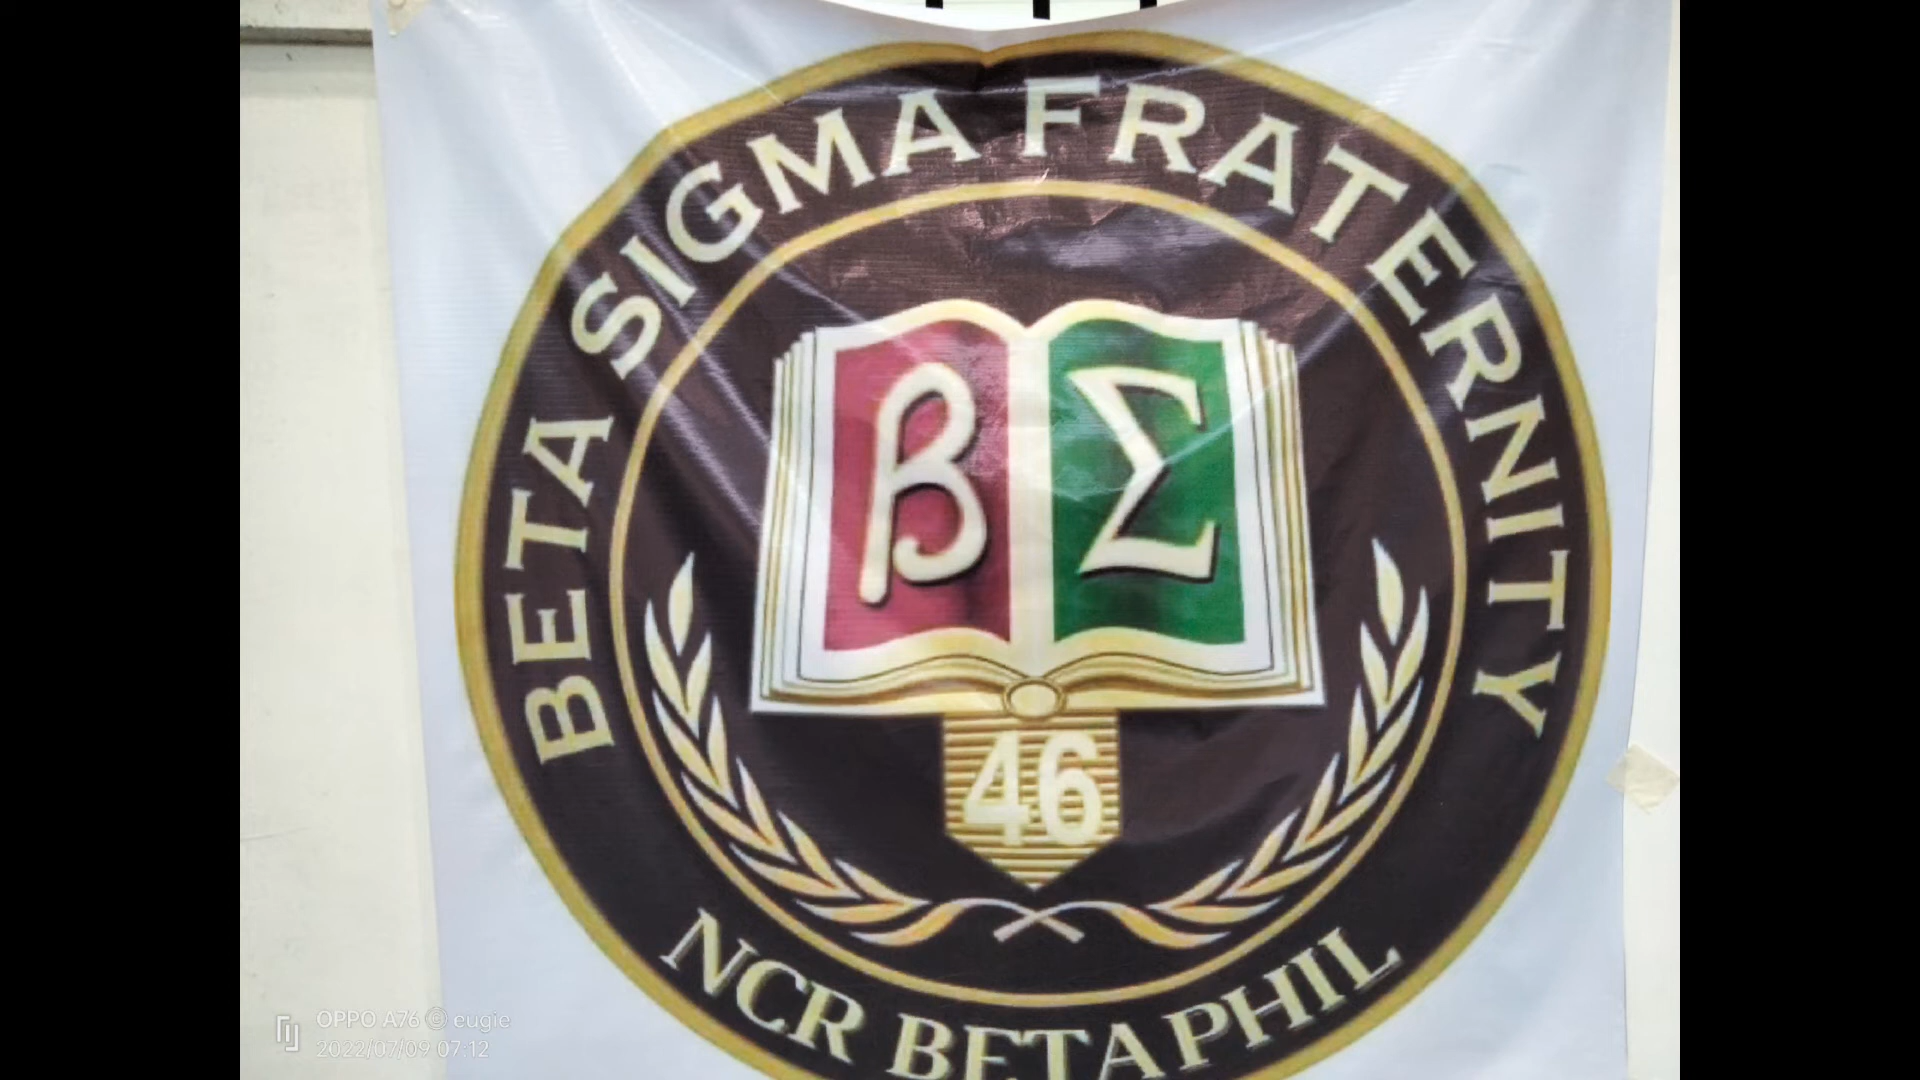 BETA SIGMA FRATERNITY
β Σ
46
NCR BETAPHIL
OPPO A76 © eugie
2022/07/09 07:12